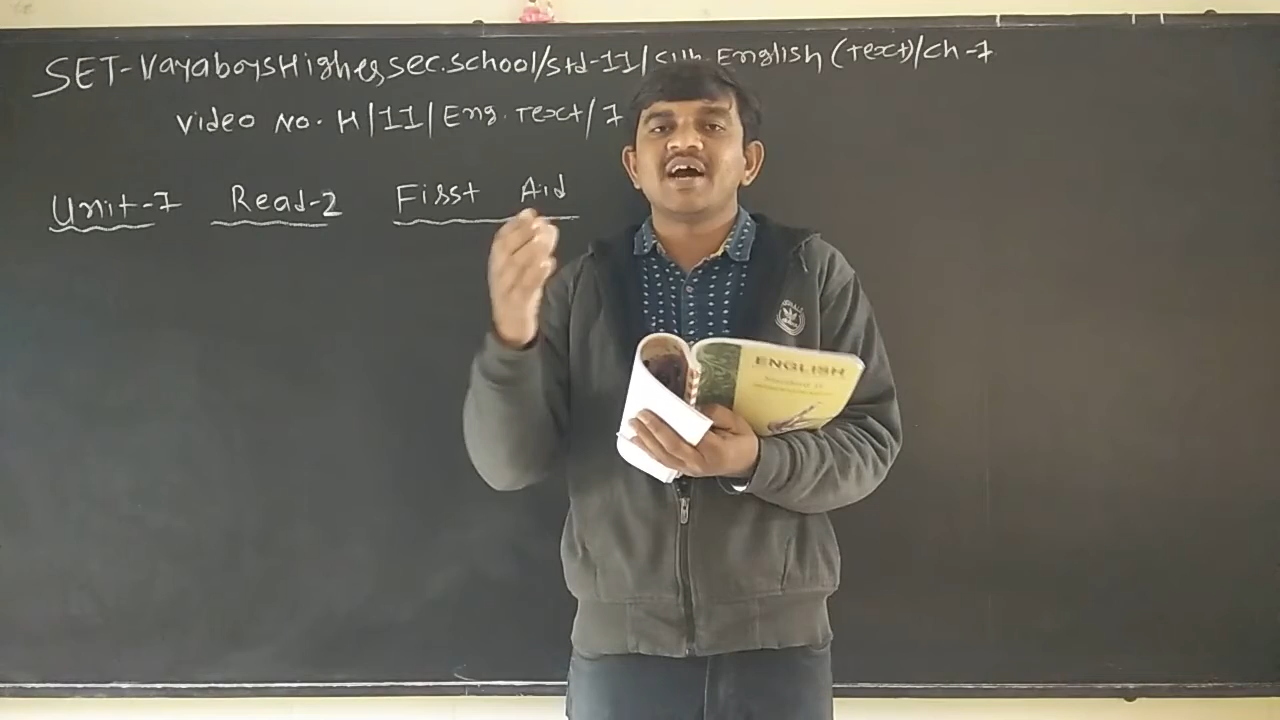 SET-Vayaboys Higher sec. school/std-11/sub. English (Text)/ch-7
Video No. H/11/Eng. Text/7
Unit-7 Read-2 First Aid
ENGLISH